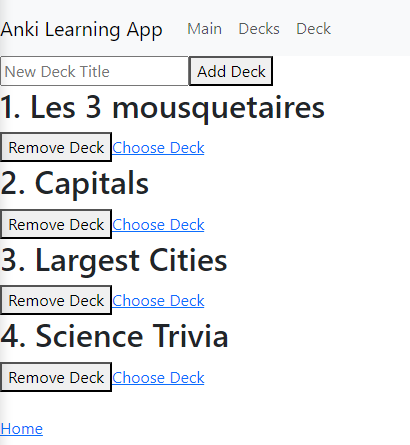 Anki Learning App Main Decks Deck
New Deck Title Add Deck
1. Les 3 mousquetaires
Remove Deck Choose Deck
2. Capitals
Remove Deck Choose Deck
3. Largest Cities
Remove Deck Choose Deck
4. Science Trivia
Remove Deck Choose Deck
Home